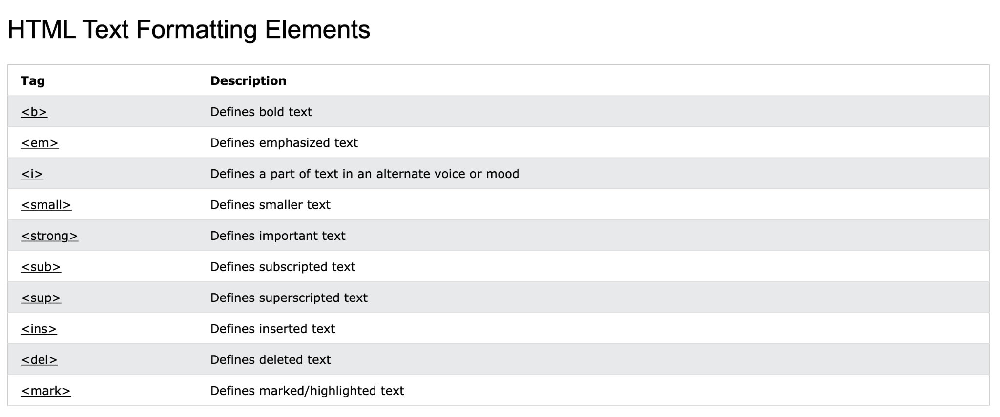 HTML Text Formatting Elements
Tag Description
<b> Defines bold text
<em> Defines emphasized text
<i> Defines a part of text in an alternate voice or mood
<small> Defines smaller text
<strong> Defines important text
<sub> Defines subscripted text
<sup> Defines superscripted text
<ins> Defines inserted text
<del> Defines deleted text
<mark> Defines marked/highlighted text